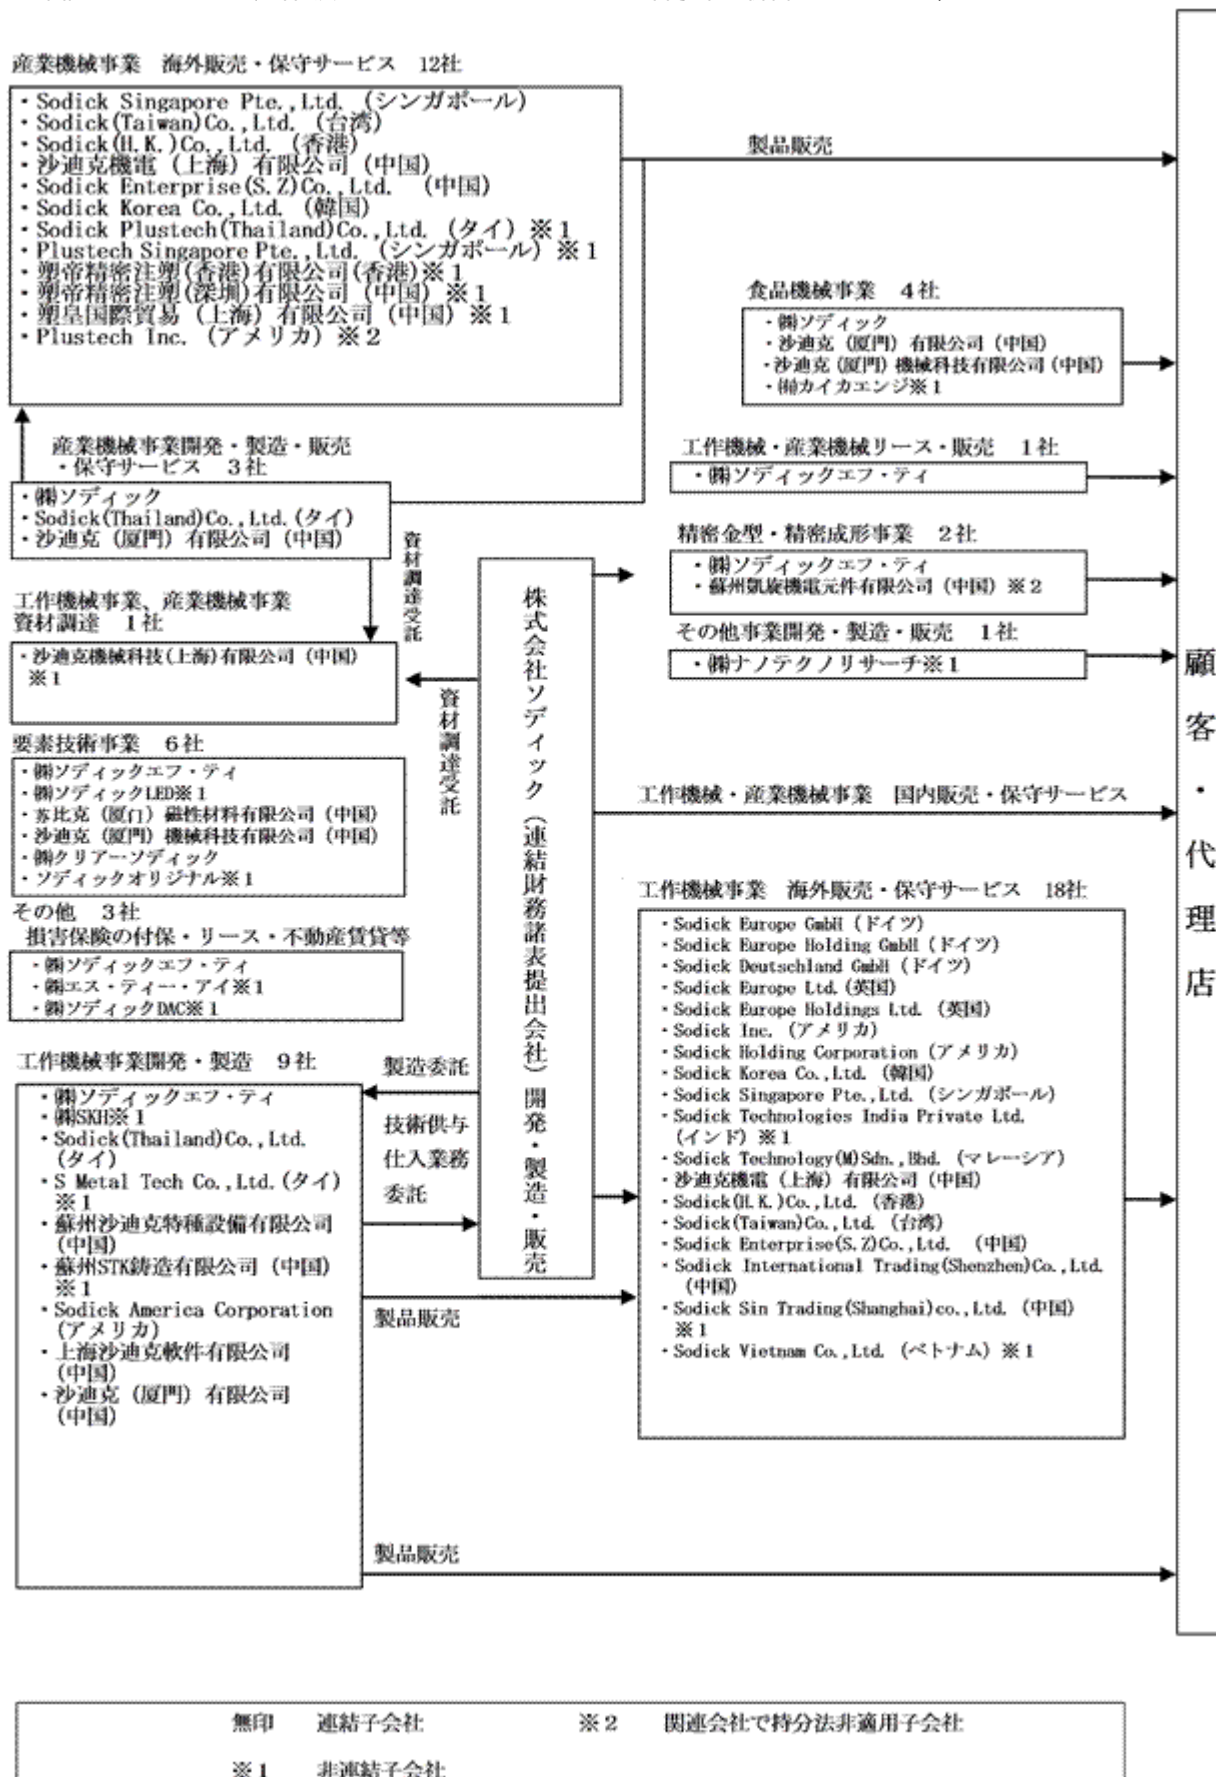 産業機械事業　海外販売・保守サービス　12社
・Sodick Singapore Pte.,Ltd. (シンガポール)
・Sodick(Taiwan)Co.,Ltd. (台湾)
・Sodick(H.K.)Co.,Ltd. (香港)
・沙迪克機電（上海）有限公司（中国）
・Sodick Enterprise(S.Z)Co.,Ltd. （中国）
・Sodick Korea Co.,Ltd. (韓国)
・Sodick Plustech(Thailand)Co.,Ltd. (タイ) ※1
・Plustech Singapore Pte.,Ltd. (シンガポール) ※1
・塑帝精密注塑(香港)有限公司(香港)※1
・塑帝精密注塑(深圳)有限公司（中国）※1
・塑皇国際貿易（上海）有限公司（中国）※1
・Plustech Inc. (アメリカ) ※2
製品販売
食品機械事業　4社
・㈱ソディック
・沙迪克（厦門）有限公司（中国）
・沙迪克（厦門）機械科技有限公司（中国）
・㈲カイカエンジ※1
産業機械事業開発・製造・販売
・保守サービス　3社
・㈱ソディック
・Sodick(Thailand)Co.,Ltd.(タイ)
・沙迪克（厦門）有限公司（中国）
工作機械・産業機械リース・販売　1社
・㈱ソディックエフ・ティ
精密金型・精密成形事業　2社
・㈱ソディックエフ・ティ
・蘇州凱旋機電元件有限公司（中国）※2
その他事業開発・製造・販売　1社
・㈱ナノテクノリサーチ※1
資材調達受託
工作機械事業、産業機械事業
資材調達　1社
・沙迪克機械科技(上海)有限公司（中国）
※1
資材調達受託
株式会社ソディック（連結財務諸表提出会社）開発・製造・販売
顧客・代理店
要素技術事業　6社
・㈱ソディックエフ・ティ
・㈱ソディックLED※1
・苏比克（厦门）磁性材料有限公司（中国）
・沙迪克（厦門）機械科技有限公司（中国）
・㈱クリアーソディック
・ソディックオリジナル※1
その他　3社
損害保険の付保・リース・不動産賃貸等
・㈱ソディックエフ・ティ
・㈱エス・ティー・アイ※1
・㈱ソディックDAC※1
工作機械・産業機械事業　国内販売・保守サービス
工作機械事業　海外販売・保守サービス　18社
・Sodick Europe GmbH (ドイツ)
・Sodick Europe Holding GmbH (ドイツ)
・Sodick Deutschland GmbH (ドイツ)
・Sodick Europe Ltd.(英国)
・Sodick Europe Holdings Ltd. (英国)
・Sodick Inc. (アメリカ)
・Sodick Holding Corporation (アメリカ)
・Sodick Korea Co.,Ltd. (韓国)
・Sodick Singapore Pte.,Ltd. (シンガポール)
・Sodick Technologies India Private Ltd.
(インド) ※1
・Sodick Technology(M)Sdn.,Bhd. (マレーシア)
・沙迪克機電（上海）有限公司（中国）
・Sodick(H.K.)Co.,Ltd. (香港)
・Sodick(Taiwan)Co.,Ltd. (台湾)
・Sodick Enterprise(S.Z)Co.,Ltd. （中国）
・Sodick International Trading(Shenzhen)Co.,Ltd.
(中国)
・Sodick Sin Trading(Shanghai)co.,Ltd. (中国)
※1
・Sodick Vietnam Co.,Ltd. (ベトナム) ※1
工作機械事業開発・製造　9社
・㈱ソディックエフ・ティ
・㈱SKH※1
・Sodick(Thailand)Co.,Ltd.
(タイ)
・S Metal Tech Co.,Ltd.(タイ)
※1
・蘇州沙迪克特種設備有限公司
(中国)
・蘇州STK鋳造有限公司（中国）
※1
・Sodick America Corporation
(アメリカ)
・上海沙迪克軟件有限公司
(中国)
・沙迪克（厦門）有限公司
(中国)
製造委託
技術供与
仕入業務
委託
製品販売
製品販売
無印　連結子会社　※2　関連会社で持分法非適用子会社
※1　非連結子会社